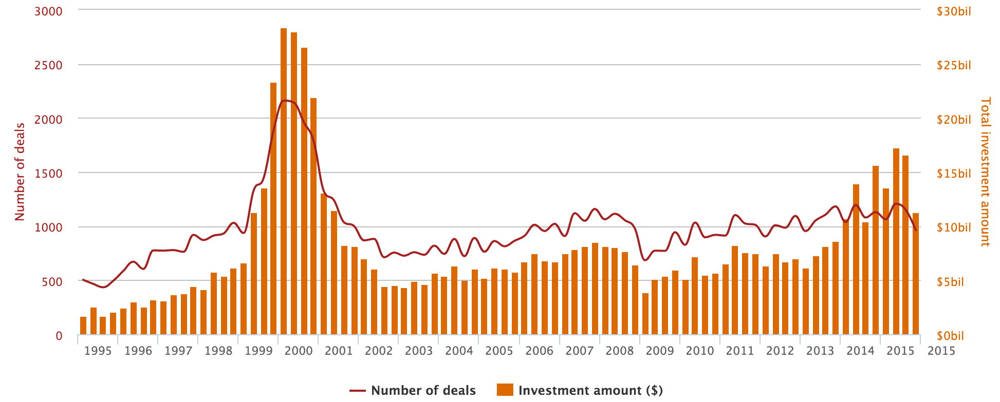 3000
2500
2000
1500
1000
500
0
Number of deals
$30bil
$25bil
$20bil
$15bil
$10bil
$5bil
$0bil
Total investment amount
1995 1996 1997 1998 1999 2000 2001 2002 2003 2004 2005 2006 2007 2008 2009 2010 2011 2012 2013 2014 2015 2015
Number of deals Investment amount ($)